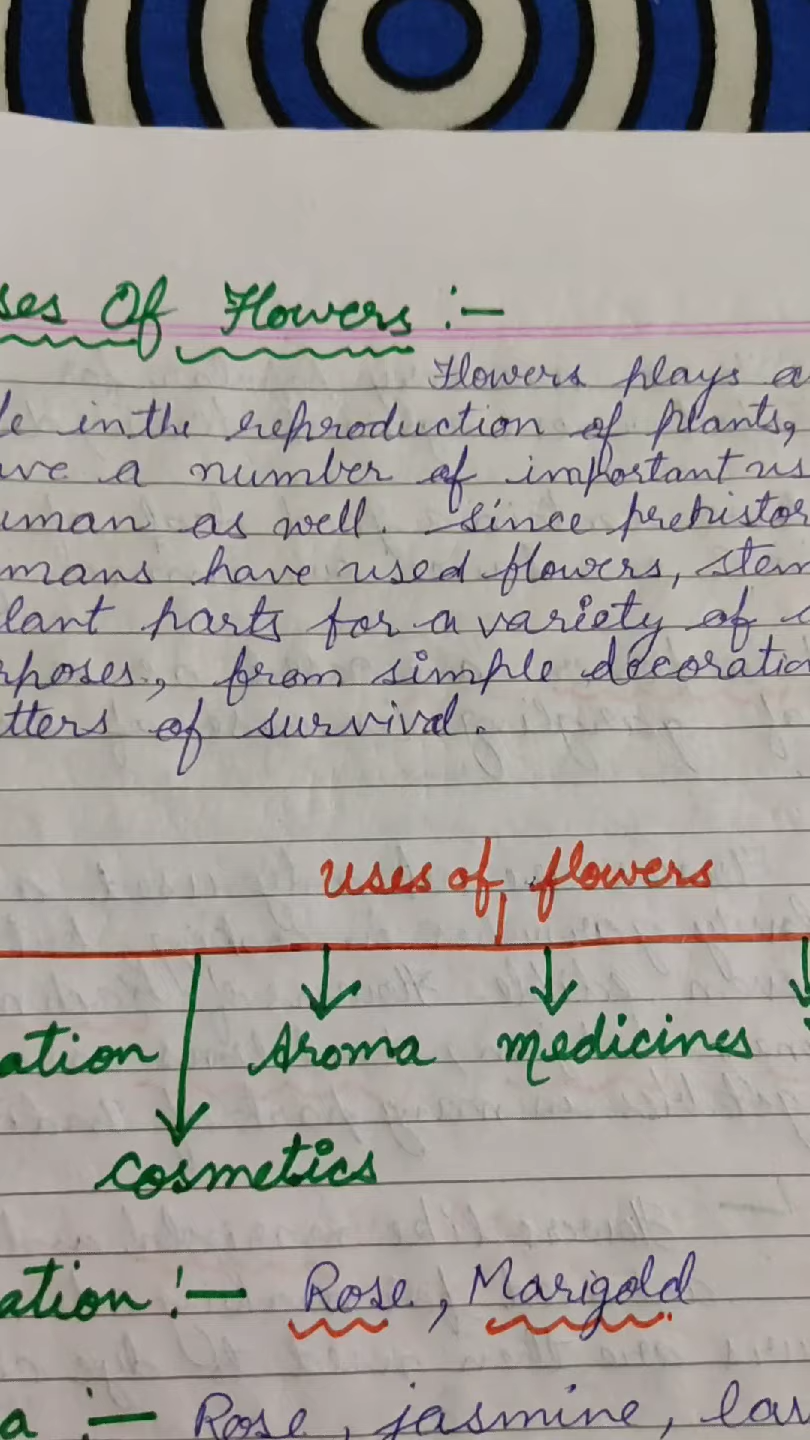 ses Of Flowers :-
Flowers plays a
le in the reproduction of plants,
ve a number of important us
uman as well. Since prehistor
mans have used flowers, stem
lant parts for a variety of
rposes, from simple decoratio
tters of survival.
uses of flowers
ation Aroma medicines
cosmetics
ation :- Rose, Marigold
a :- Rose, jasmine, lav